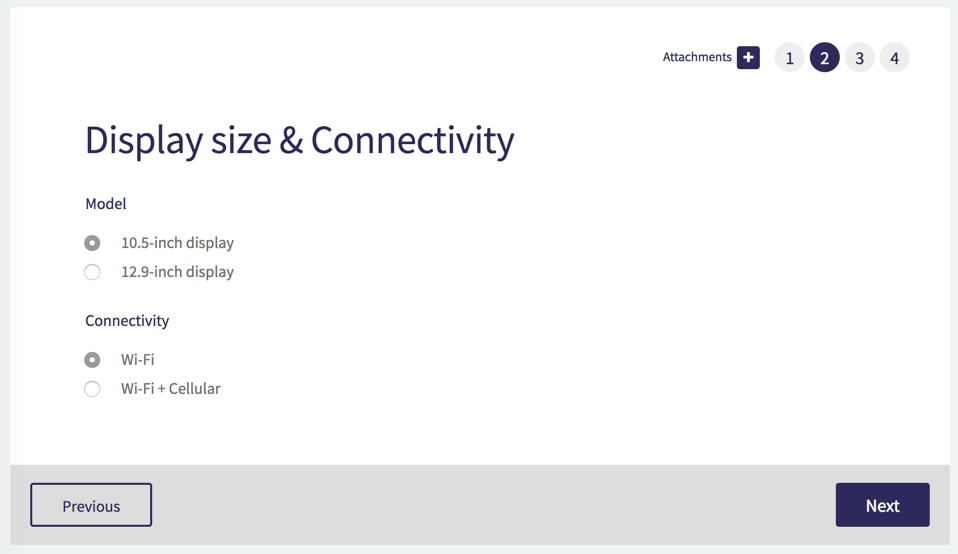 Attachments + 1 2 3 4
Display size & Connectivity
Model
10.5-inch display
12.9-inch display
Connectivity
Wi-Fi
Wi-Fi + Cellular
Previous Next